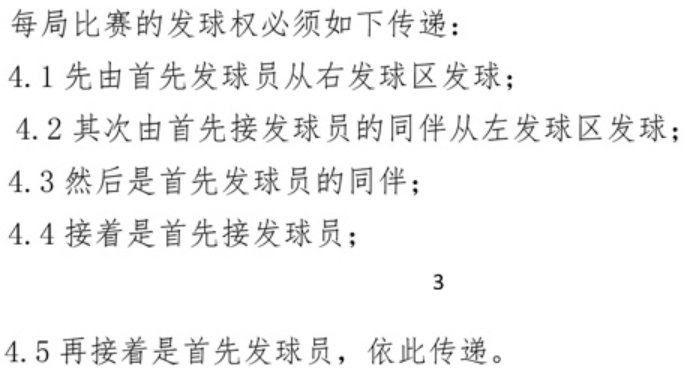 每局比赛的发球权必须如下传递：
4.1 先由首先发球员从右发球区发球；
4.2 其次由首先接发球员的同伴从左发球区发球；
4.3 然后是首先发球员的同伴；
4.4 接着是首先接发球员；
3
4.5 再接着是首先发球员，依此传递。